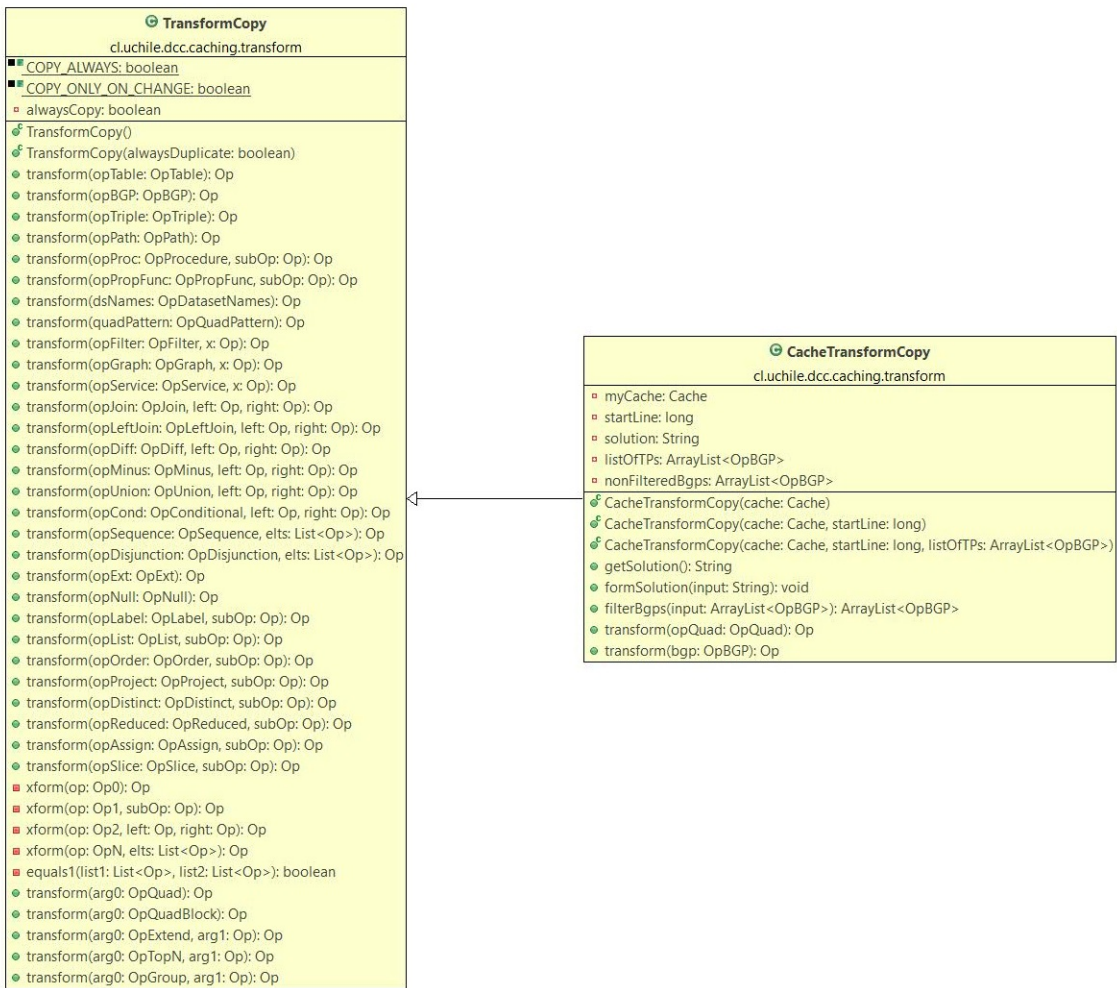 TransformCopy
cl.uchile.dcc.caching.transform
COPY_ALWAYS: boolean
COPY_ONLY_ON_CHANGE: boolean
alwaysCopy: boolean
TransformCopy()
TransformCopy(alwaysDuplicate: boolean)
transform(opTable: OpTable): Op
transform(opBGP: OpBGP): Op
transform(opTriple: OpTriple): Op
transform(opPath: OpPath): Op
transform(opProc: OpProcedure, subOp: Op): Op
transform(opPropFunc: OpPropFunc, subOp: Op): Op
transform(dsNames: OpDatasetNames): Op
transform(quadPattern: OpQuadPattern): Op
transform(opFilter: OpFilter, x: Op): Op
transform(opGraph: OpGraph, x: Op): Op
transform(opService: OpService, x: Op): Op
transform(opJoin: OpJoin, left: Op, right: Op): Op
transform(opLeftJoin: OpLeftJoin, left: Op, right: Op): Op
transform(opDiff: OpDiff, left: Op, right: Op): Op
transform(opMinus: OpMinus, left: Op, right: Op): Op
transform(opUnion: OpUnion, left: Op, right: Op): Op
transform(opCond: OpConditional, left: Op, right: Op): Op
transform(opSequence: OpSequence, elts: List<Op>): Op
transform(opDisjunction: OpDisjunction, elts: List<Op>): Op
transform(opExt: OpExt): Op
transform(opNull: OpNull): Op
transform(opLabel: OpLabel, subOp: Op): Op
transform(opList: OpList, subOp: Op): Op
transform(opOrder: OpOrder, subOp: Op): Op
transform(opProject: OpProject, subOp: Op): Op
transform(opDistinct: OpDistinct, subOp: Op): Op
transform(opReduced: OpReduced, subOp: Op): Op
transform(opAssign: OpAssign, subOp: Op): Op
transform(opSlice: OpSlice, subOp: Op): Op
xform(op: Op0): Op
xform(op: Op1, subOp: Op): Op
xform(op: Op2, left: Op, right: Op): Op
xform(op: OpN, elts: List<Op>): Op
equals1(list1: List<Op>, list2: List<Op>): boolean
transform(arg0: OpQuad): Op
transform(arg0: OpQuadBlock): Op
transform(arg0: OpExtend, arg1: Op): Op
transform(arg0: OpTopN, arg1: Op): Op
transform(arg0: OpGroup, arg1: Op): Op
CacheTransformCopy
cl.uchile.dcc.caching.transform
myCache: Cache
startLine: long
solution: String
listOfTPs: ArrayList<OpBGP>
nonFilteredBgps: ArrayList<OpBGP>
CacheTransformCopy(cache: Cache)
CacheTransformCopy(cache: Cache, startLine: long)
CacheTransformCopy(cache: Cache, startLine: long, listOfTPs: ArrayList<OpBGP>)
getSolution(): String
formSolution(input: String): void
filterBgps(input: ArrayList<OpBGP>): ArrayList<OpBGP>
transform(opQuad: OpQuad): Op
transform(bgp: OpBGP): Op